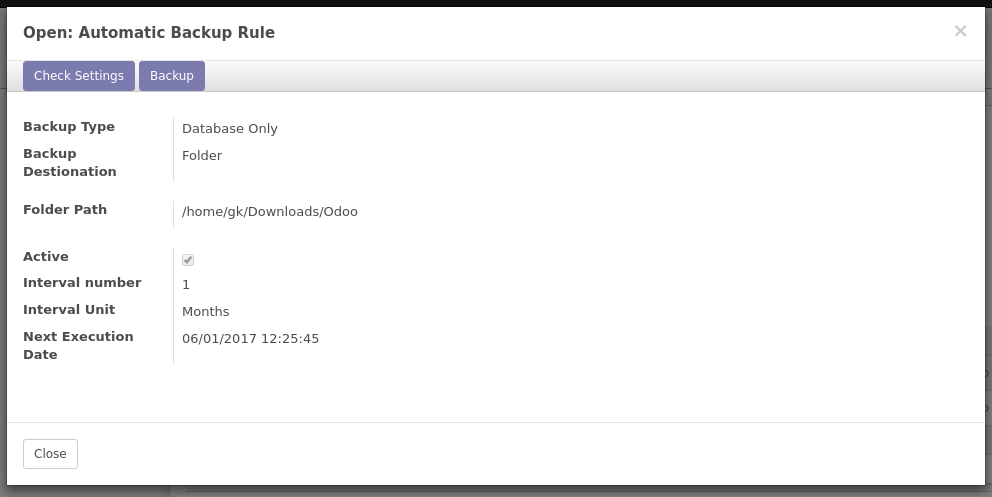 Open: Automatic Backup Rule
×
Check Settings Backup
Backup Type Database Only
Backup Folder
Destionation
Folder Path /home/gk/Downloads/Odoo
Active
Interval number 1
Interval Unit Months
Next Execution 06/01/2017 12:25:45
Date
Close